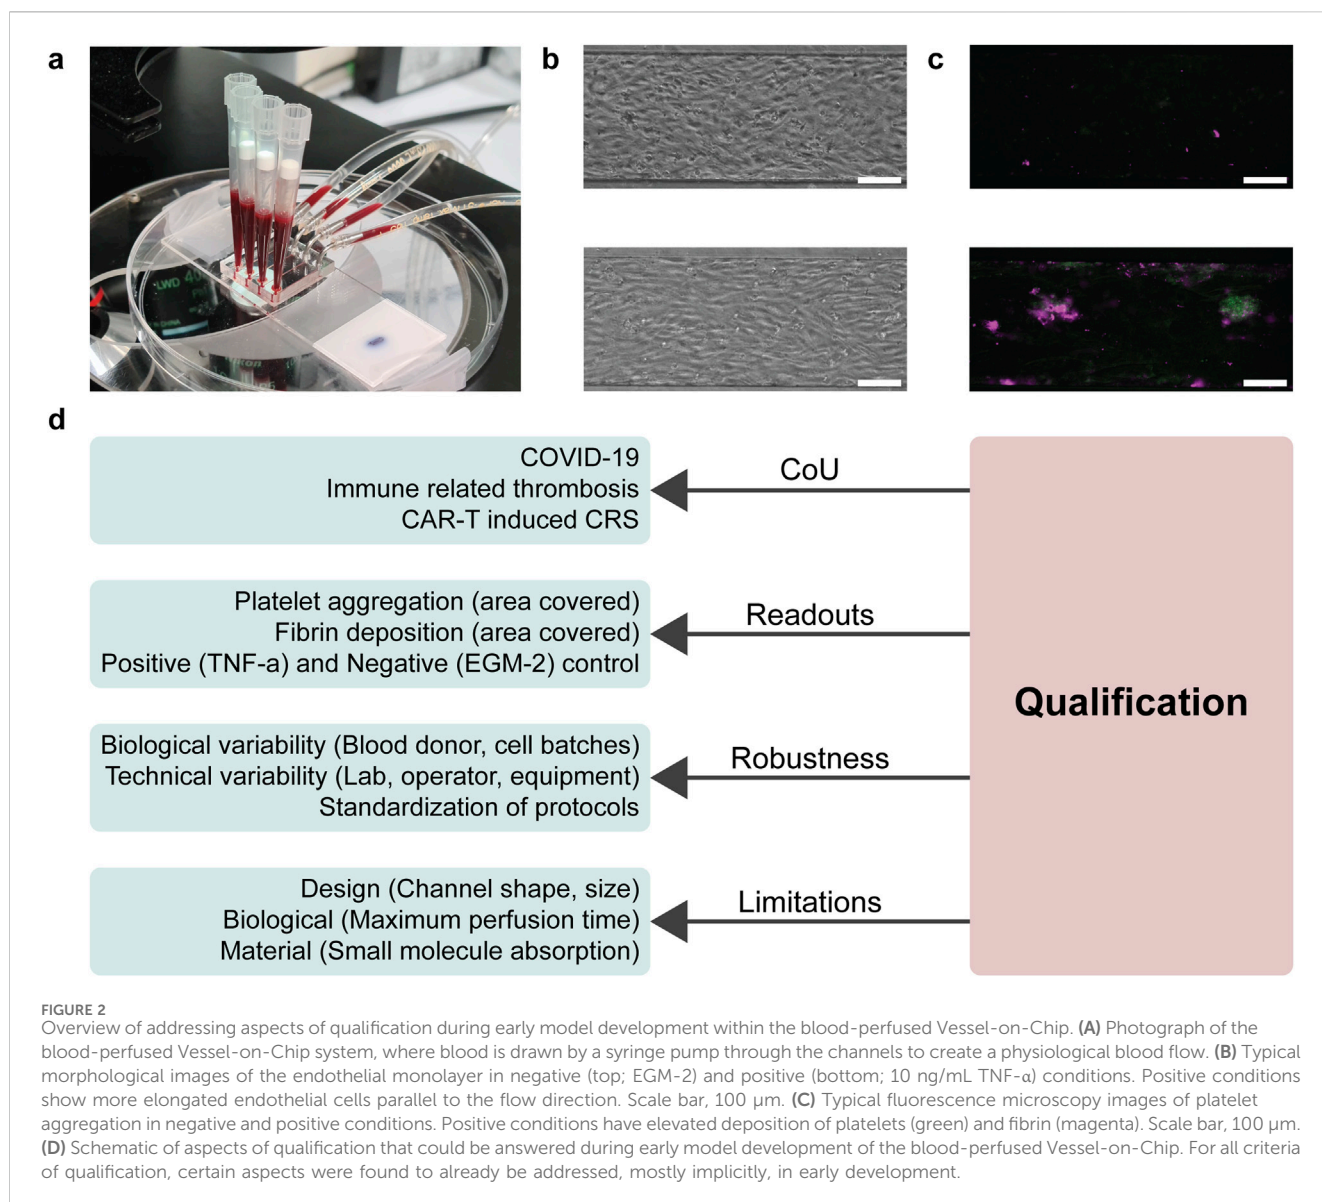 a
b
c
LWD 40
d
COVID-19
Immune related thrombosis
CAR-T induced CRS
CoU
Platelet aggregation (area covered)
Fibrin deposition (area covered)
Positive (TNF-a) and Negative (EGM-2) control
Readouts
Biological variability (Blood donor, cell batches)
Technical variability (Lab, operator, equipment)
Standardization of protocols
Robustness
Design (Channel shape, size)
Biological (Maximum perfusion time)
Material (Small molecule absorption)
Limitations
Qualification
FIGURE 2
Overview of addressing aspects of qualification during early model development within the blood-perfused Vessel-on-Chip. (A) Photograph of the
blood-perfused Vessel-on-Chip system, where blood is drawn by a syringe pump through the channels to create a physiological blood flow. (B) Typical
morphological images of the endothelial monolayer in negative (top; EGM-2) and positive (bottom; 10 ng/mL TNF-α) conditions. Positive conditions
show more elongated endothelial cells parallel to the flow direction. Scale bar, 100 μm. (C) Typical fluorescence microscopy images of platelet
aggregation in negative and positive conditions. Positive conditions have elevated deposition of platelets (green) and fibrin (magenta). Scale bar, 100 μm.
(D) Schematic of aspects of qualification that could be answered during early model development of the blood-perfused Vessel-on-Chip. For all criteria
of qualification, certain aspects were found to already be addressed, mostly implicitly, in early development.